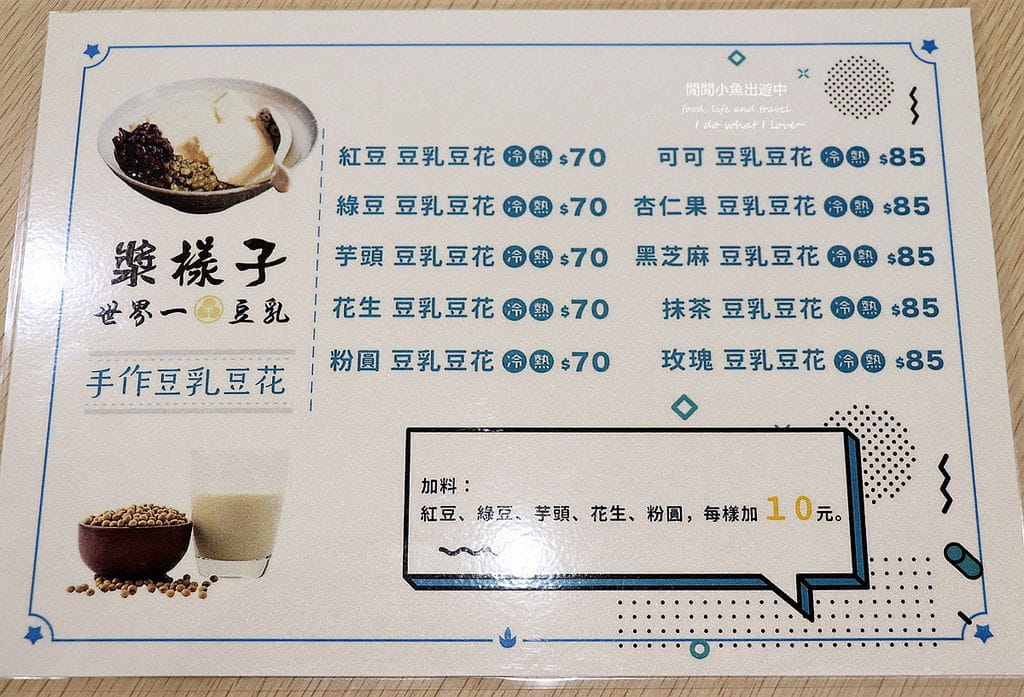 閒閒小魚出遊中
food, life and travel
I do what I love~
漿樣子
世界一豆乳
手作豆乳豆花
紅豆 豆乳豆花 冷 熱 $70
綠豆 豆乳豆花 冷 熱 $70
芋頭 豆乳豆花 冷 熱 $70
花生 豆乳豆花 冷 熱 $70
粉圓 豆乳豆花 冷 熱 $70
可可 豆乳豆花 冷 熱 $85
杏仁果 豆乳豆花 冷 熱 $85
黑芝麻 豆乳豆花 冷 熱 $85
抹茶 豆乳豆花 冷 熱 $85
玫瑰 豆乳豆花 冷 熱 $85
加料：
紅豆、綠豆、芋頭、花生、粉圓，每樣加10元。